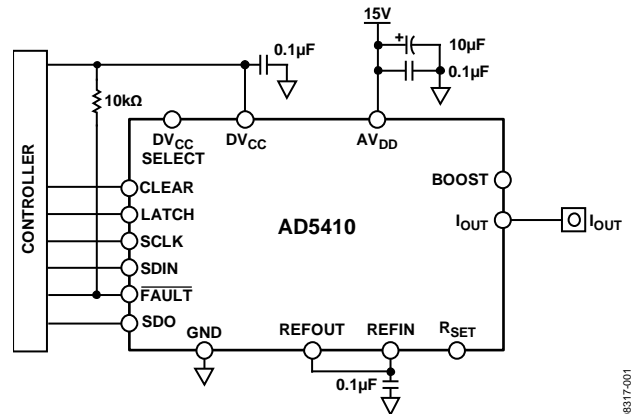 15V
0.1µF
10µF
0.1µF
10kΩ
DVCC
SELECT
DVCC
AVDD
CONTROLLER
CLEAR
LATCH
SCLK
SDIN
FAULT
SDO
AD5410
BOOST
IOUT
IOUT
GND
REFOUT
REFIN
RSET
0.1µF
8317-001